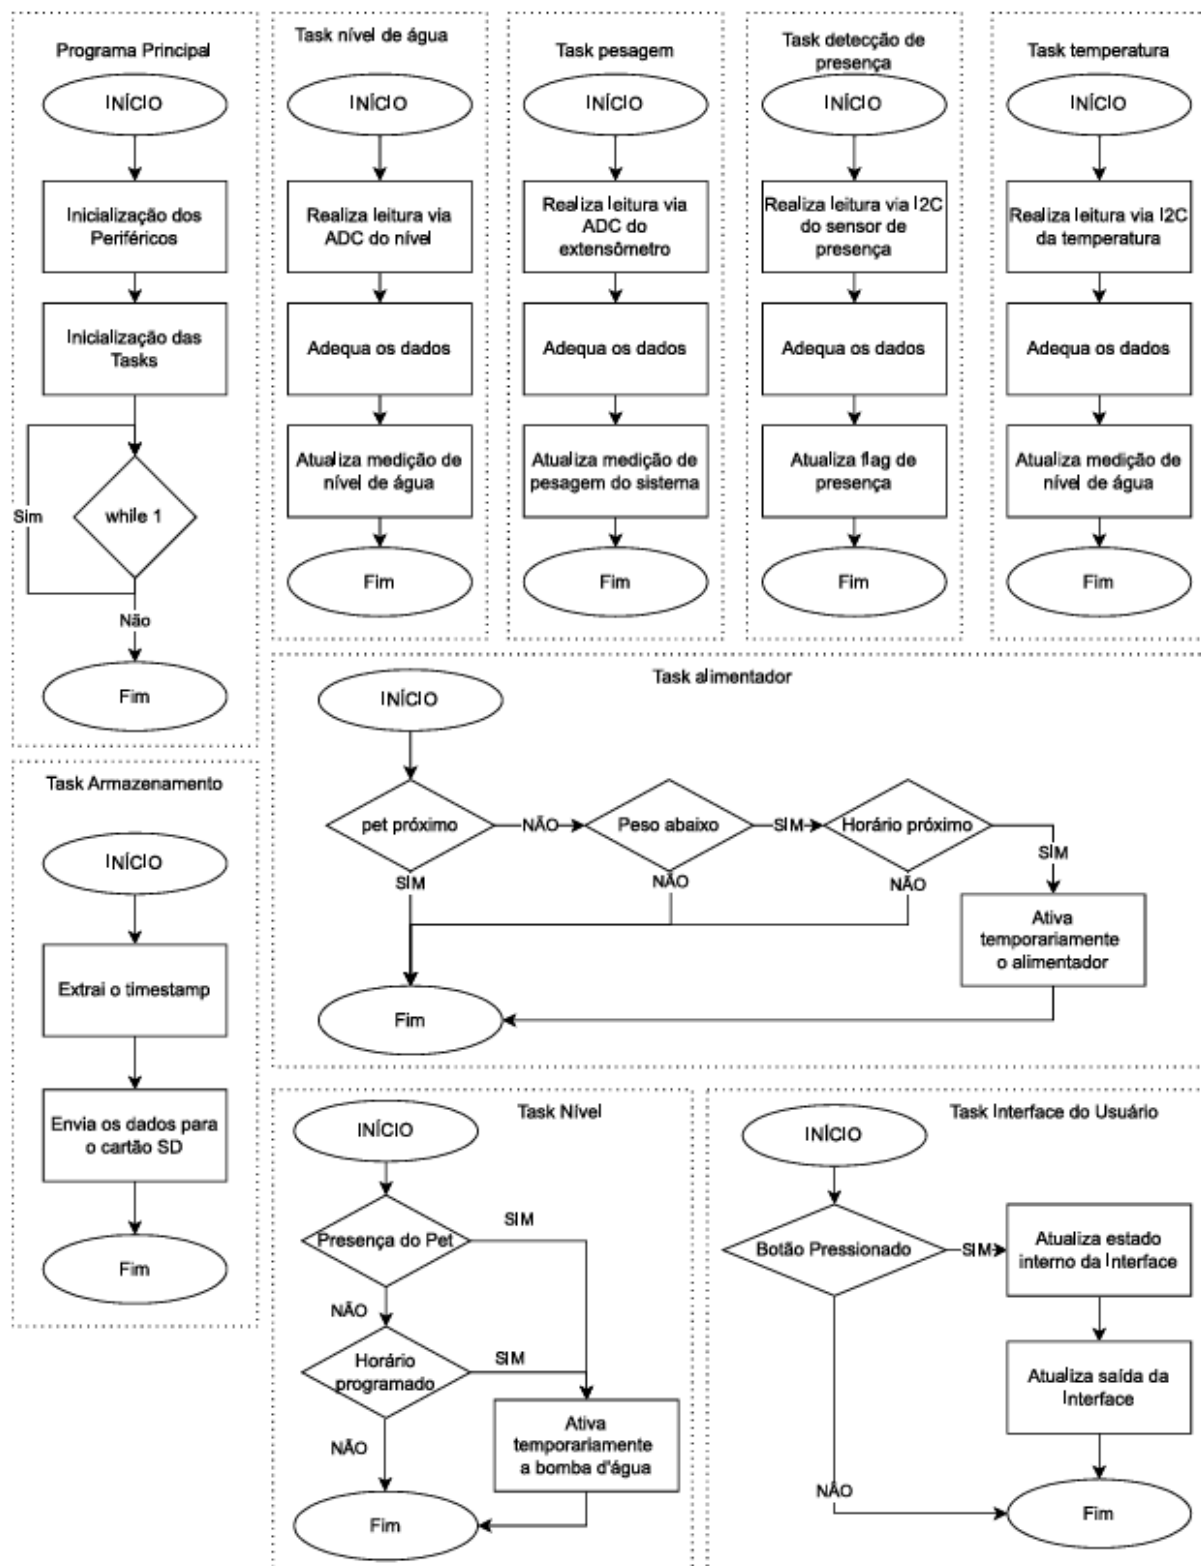 Programa Principal
INÍCIO
Inicialização dos
Periféricos
Inicialização das
Tasks
while 1
Sim
Não
Fim
Task nível de água
INÍCIO
Realiza leitura via
ADC do nível
Adequa os dados
Atualiza medição de
nível de água
Fim
Task pesagem
INÍCIO
Realiza leitura via
ADC do
extensômetro
Adequa os dados
Atualiza medição de
pesagem do sistema
Fim
Task detecção de
presença
INÍCIO
Realiza leitura via I2C
do sensor de
presença
Adequa os dados
Atualiza flag de
presença
Fim
Task temperatura
INÍCIO
Realiza leitura via I2C
da temperatura
Adequa os dados
Atualiza medição de
nível de água
Fim
Task alimentador
INÍCIO
pet próximo
NÃO
Peso abaixo
SIM
Horário próximo
SIM
SIM
NÃO
NÃO
Ativa
temporariamente
o alimentador
Fim
Task Armazenamento
INÍCIO
Extrai o timestamp
Envia os dados para
o cartão SD
Fim
Task Nível
INÍCIO
Presença do Pet
SIM
NÃO
Horário
programado
SIM
NÃO
Ativa
temporariamente
a bomba d'água
Fim
Task Interface do Usuário
INÍCIO
Botão Pressionado
SIM
Atualiza estado
interno da Interface
Atualiza saída da
Interface
NÃO
Fim